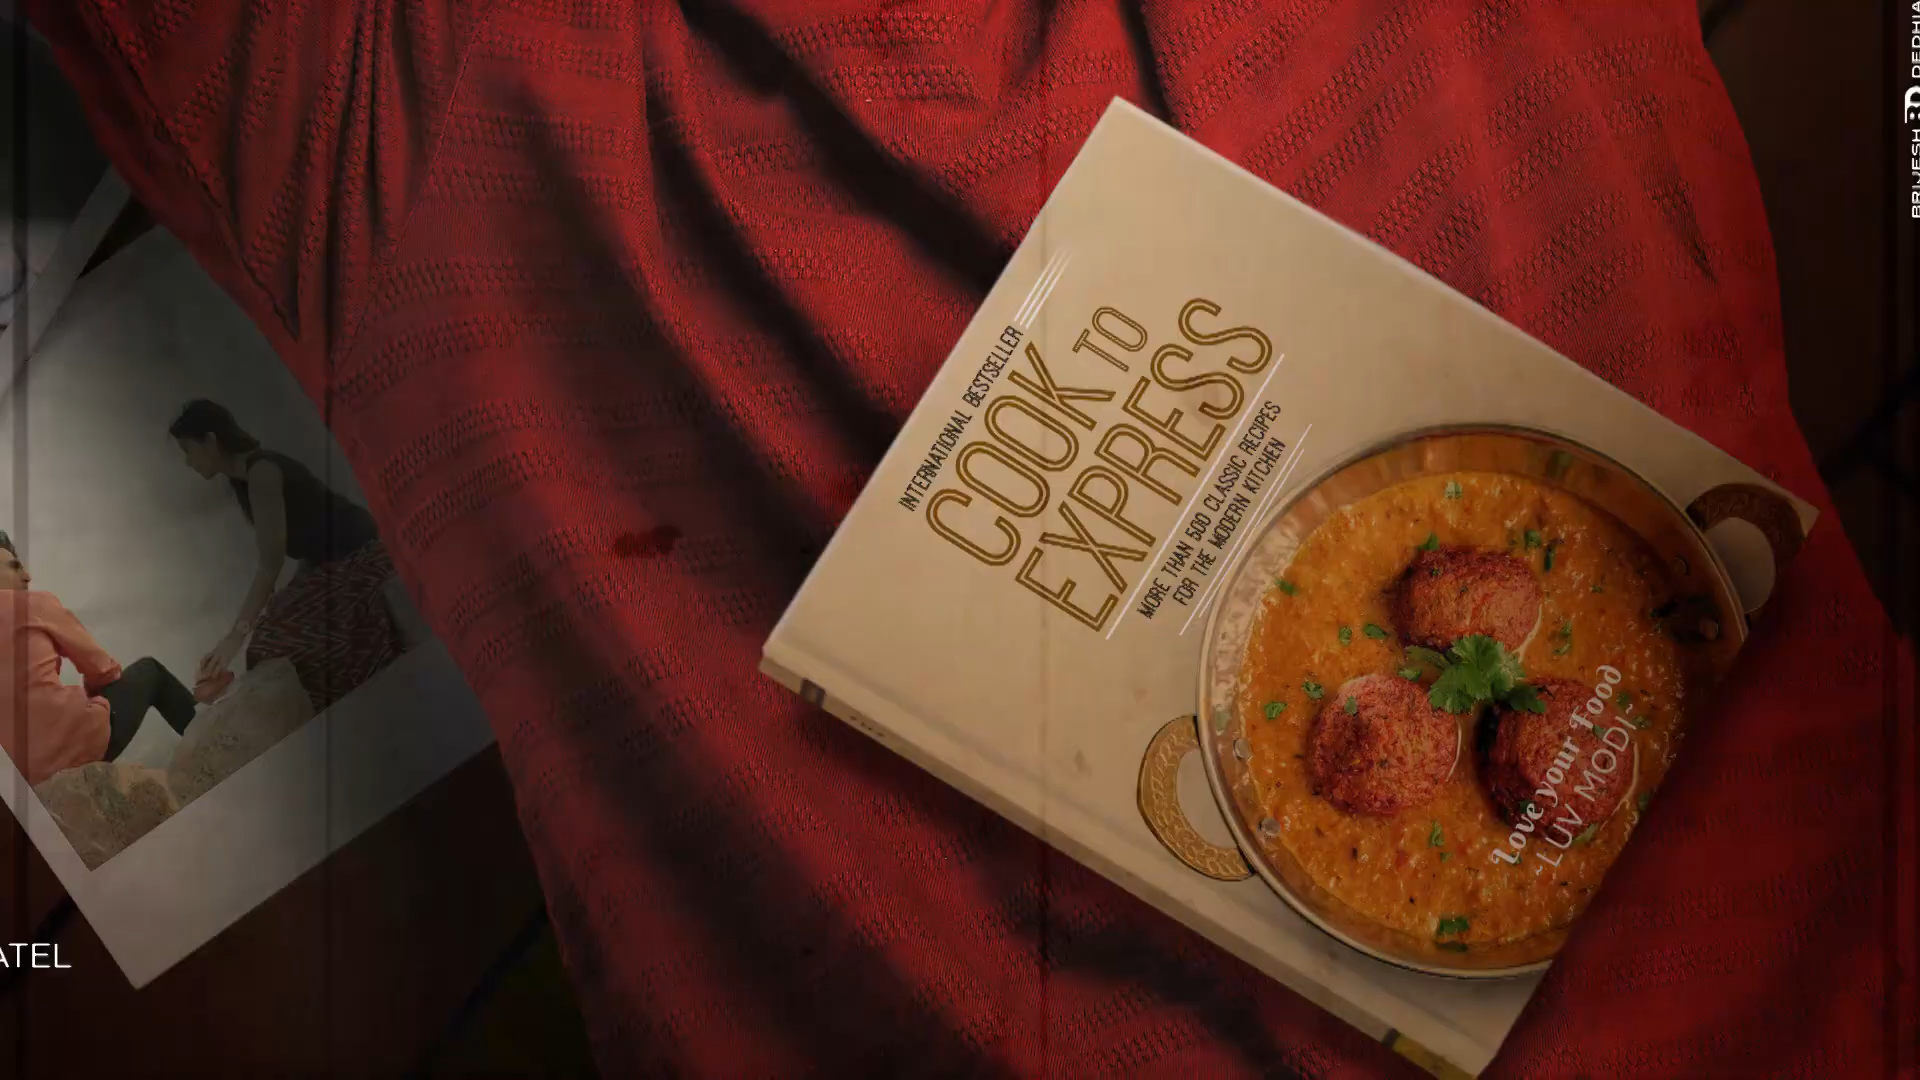 INTERNATIONAL BESTSELLER
COOK TO
EXPRESS
MORE THAN 500 CLASSIC RECIPES
FOR THE MODERN KITCHEN
Love your Food
-LUV MODI-
ATEL
BRIJESH